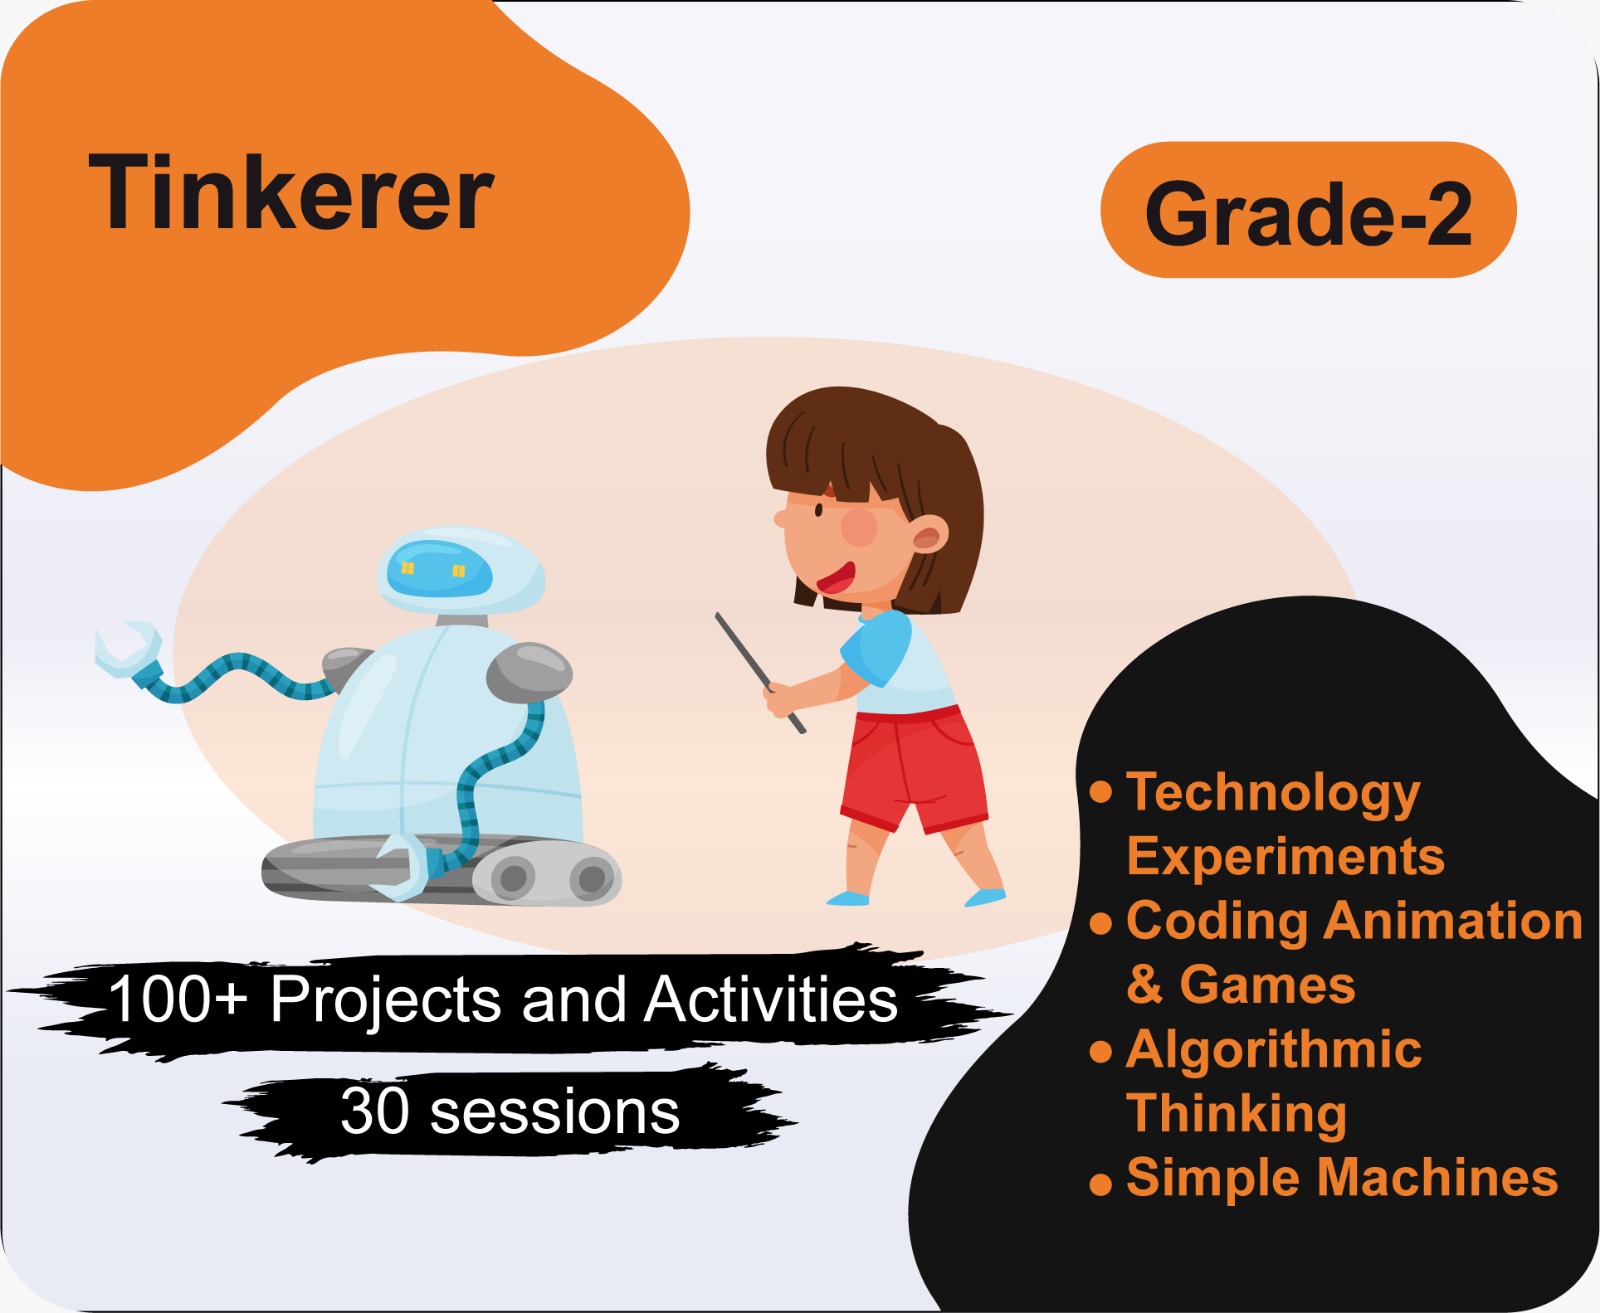 Tinkerer
Grade-2
100+ Projects and Activities
30 sessions
• Technology
Experiments
• Coding Animation
& Games
• Algorithmic
Thinking
• Simple Machines